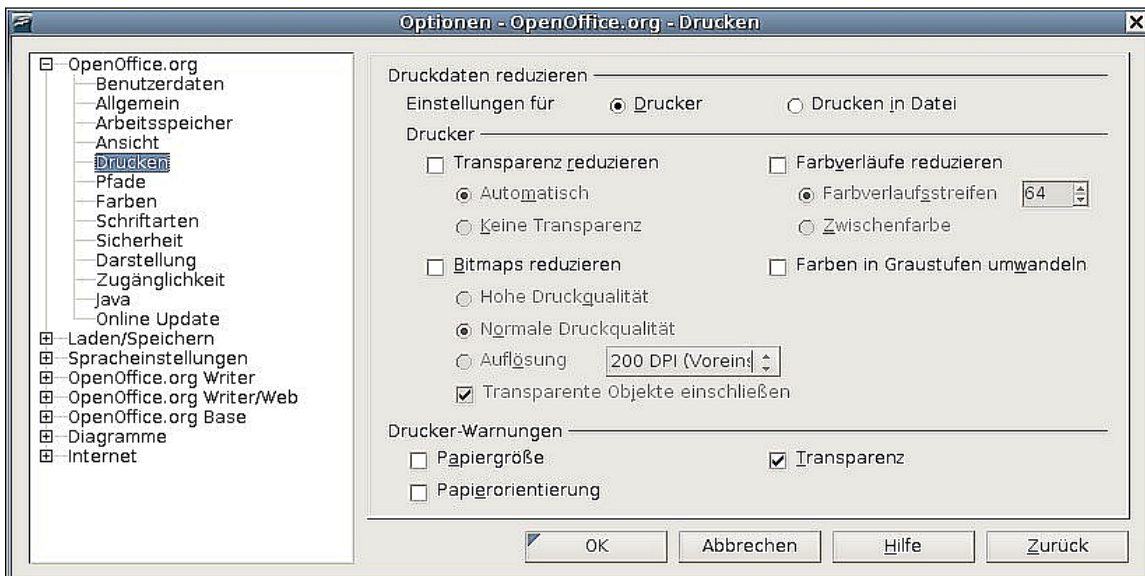 Optionen - OpenOffice.org - Drucken
OpenOffice.org
Benutzerdaten
Allgemein
Arbeitsspeicher
Ansicht
Drucken
Pfade
Farben
Schriftarten
Sicherheit
Darstellung
Zugänglichkeit
Java
Online Update
Laden/Speichern
Spracheinstellungen
OpenOffice.org Writer
OpenOffice.org Writer/Web
OpenOffice.org Base
Diagramme
Internet
Druckdaten reduzieren
Einstellungen für Drucker Drucken in Datei
Drucker
Transparenz reduzieren Farbverläufe reduzieren
Automatisch Farbverlaufsstreifen 64
Keine Transparenz Zwischenfarbe
Bitmaps reduzieren Farben in Graustufen umwandeln
Hohe Druckqualität
Normale Druckqualität
Auflösung 200 DPI (Voreins
Transparente Objekte einschließen
Drucker-Warnungen
Papiergröße Transparenz
Papierorientierung
OK Abbrechen Hilfe Zurück